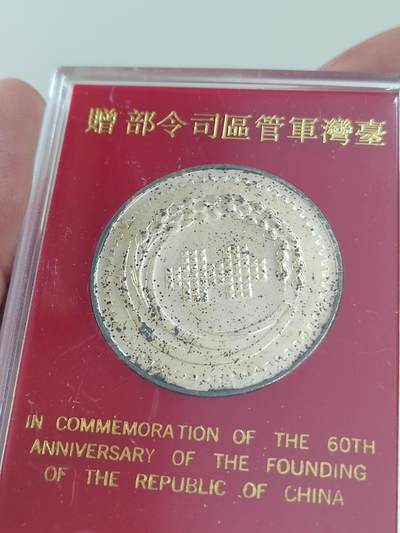 臺灣軍管區司令部 贈
IN COMMEMORATION OF THE 60TH
ANNIVERSARY OF THE FOUNDING
OF THE REPUBLIC OF CHINA